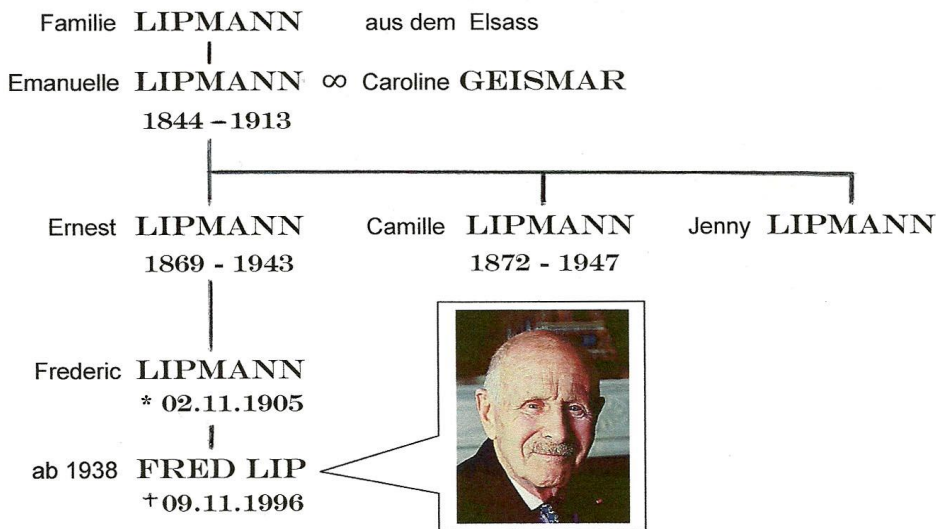 Familie LIPMANN aus dem Elsass
Emanuelle LIPMANN ∞ Caroline GEISMAR
1844 – 1913
Ernest LIPMANN Camille LIPMANN Jenny LIPMANN
1869 - 1943 1872 - 1947
Frederic LIPMANN
* 02.11.1905
ab 1938 FRED LIP
+ 09.11.1996